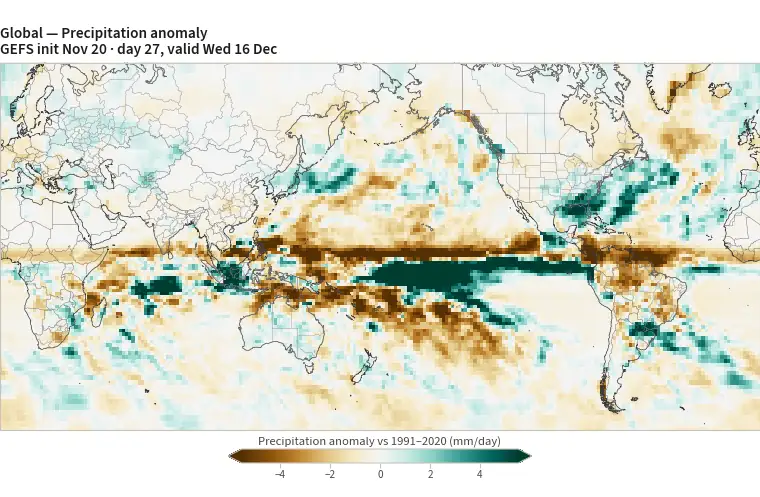 Global — Precipitation anomaly
GEFS init Nov 20 · day 27, valid Wed 16 Dec
Precipitation anomaly vs 1991–2020 (mm/day)
−4 −2 0 2 4